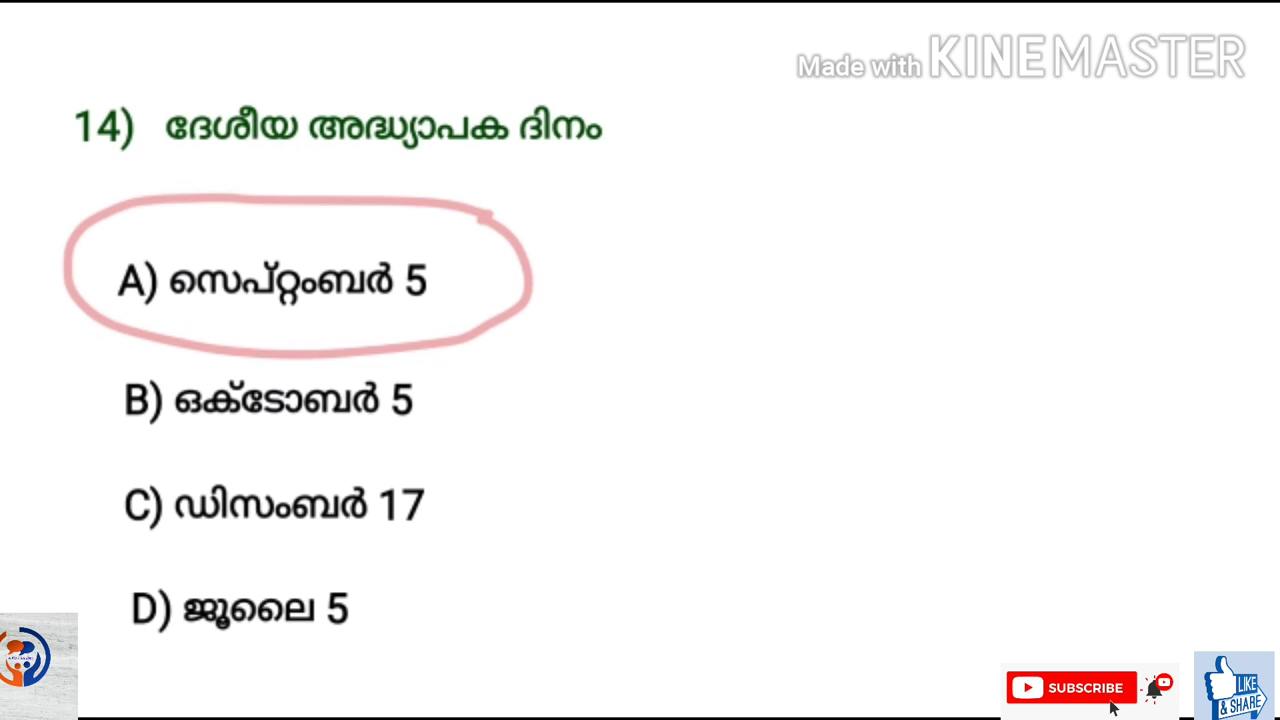 Made with KINEMASTER
14) ദേശീയ അദ്ധ്യാപക ദിനം
A) സെപ്റ്റംബർ 5
B) ഒക്ടോബർ 5
C) ഡിസംബർ 17
D) ജൂലൈ 5
SUBSCRIBE
LIKE
& SHARE